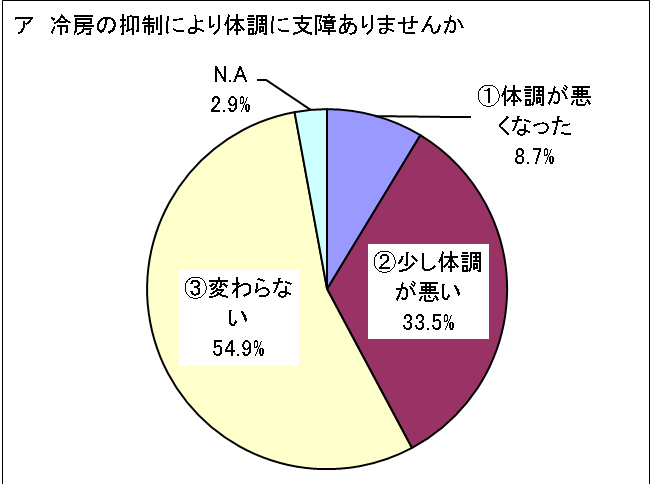 ア 冷房の抑制により体調に支障ありませんか
N.A
2.9%
①体調が悪
くなった
8.7%
②少し体調
が悪い
33.5%
③変わらな
い
54.9%